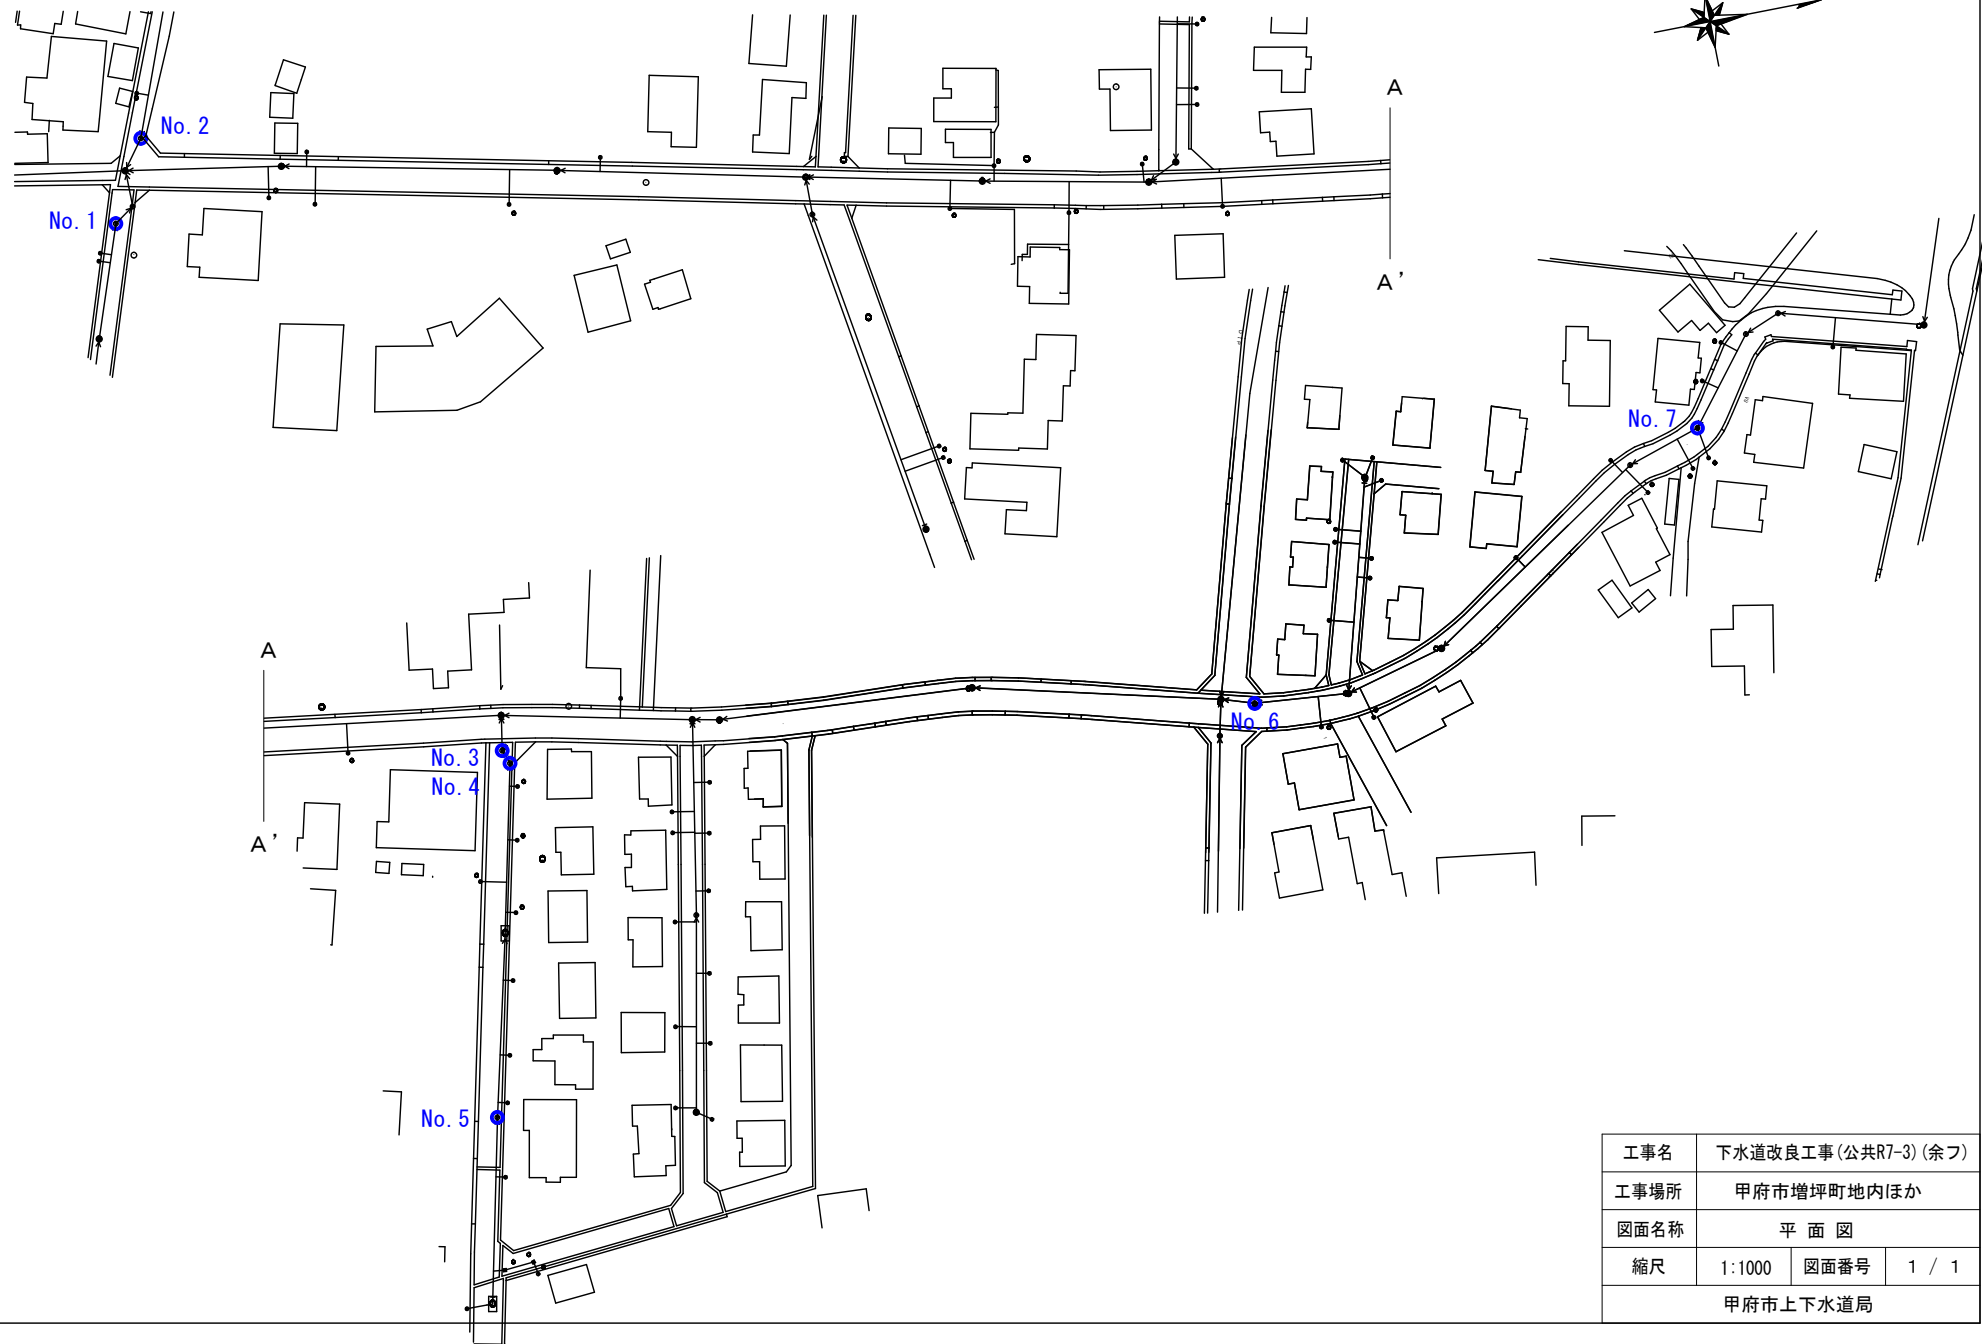 No. 2
No. 1
A
A'
No. 7
A
A'
No. 6
No. 3
No. 4
No. 5
工事名 下水道改良工事(公共R7-3)(余フ)
工事場所 甲府市増坪町地内ほか
図面名称 平 面 図
縮尺 1:1000 図面番号 1 / 1
甲府市上下水道局